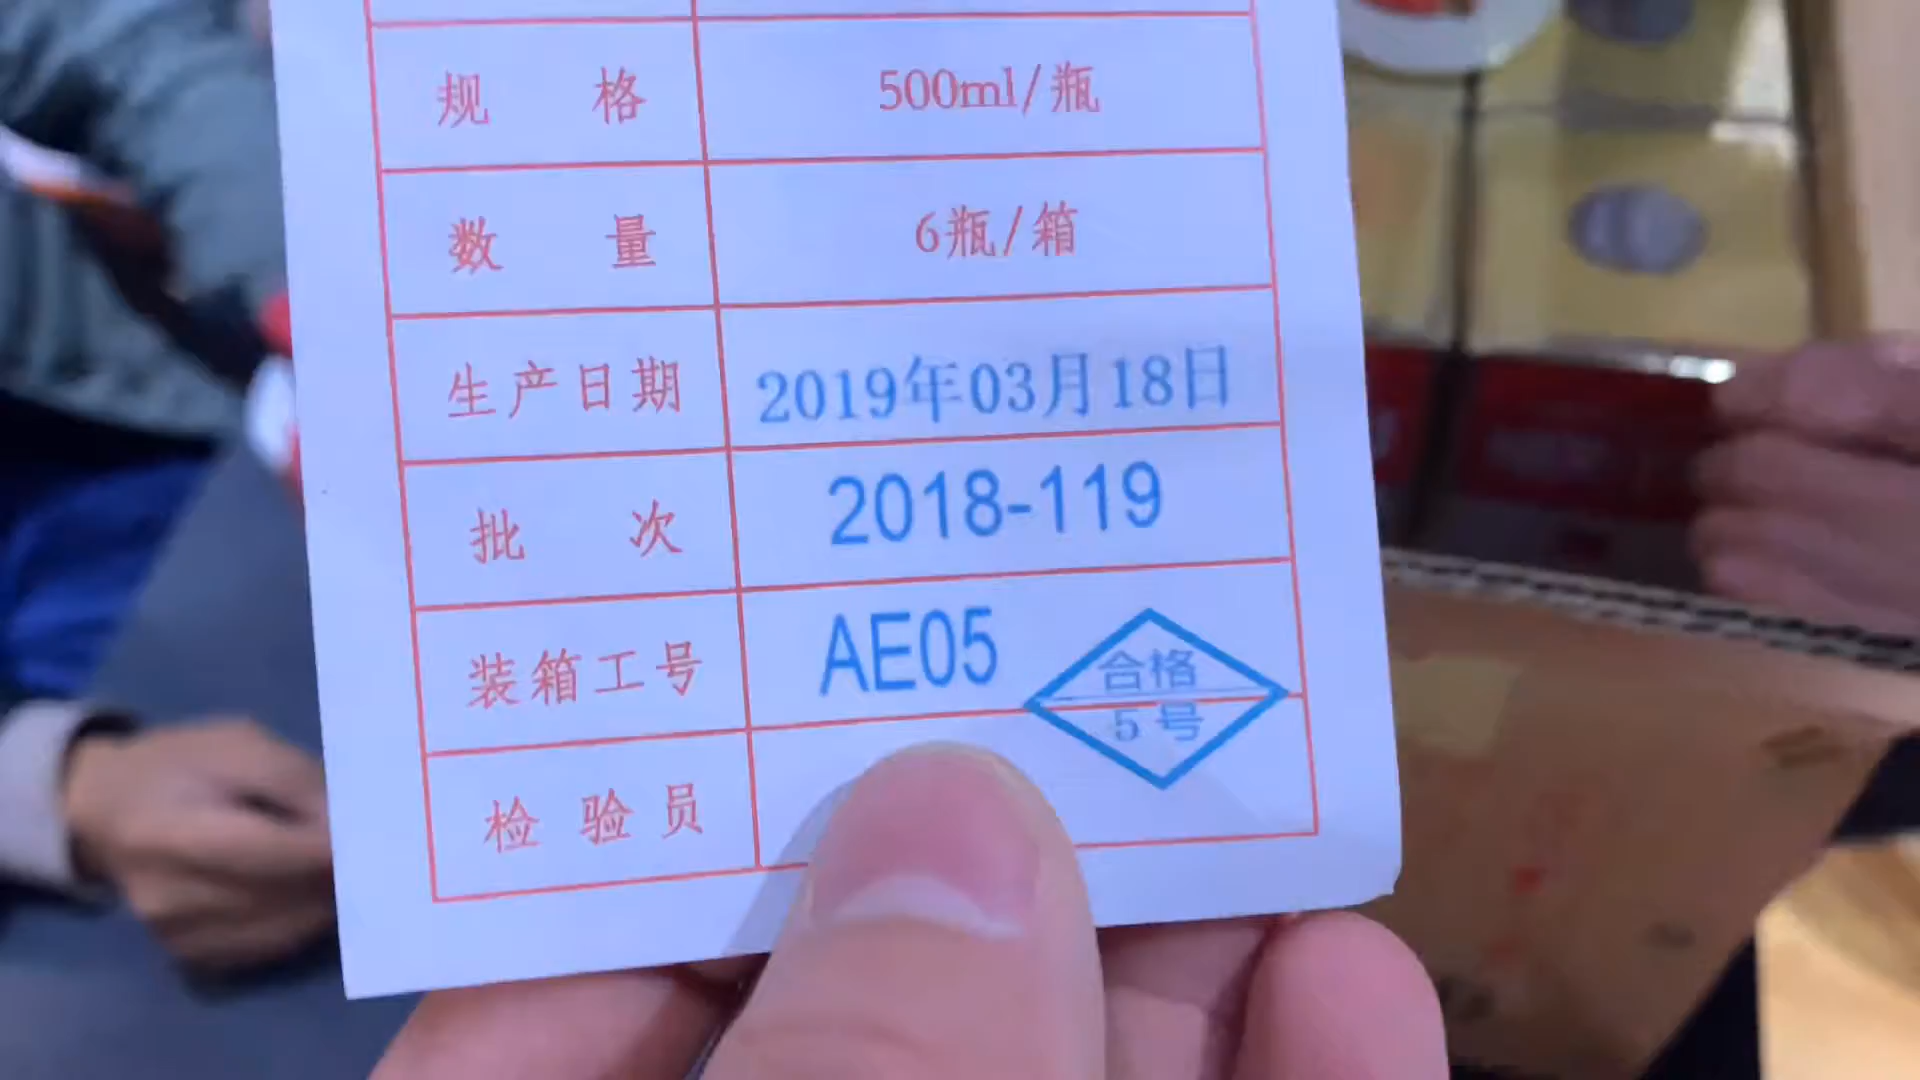 规格 500ml/瓶
数量 6瓶/箱
生产日期 2019年03月18日
批次 2018-119
装箱工号 AE05
合格
5号
检验员